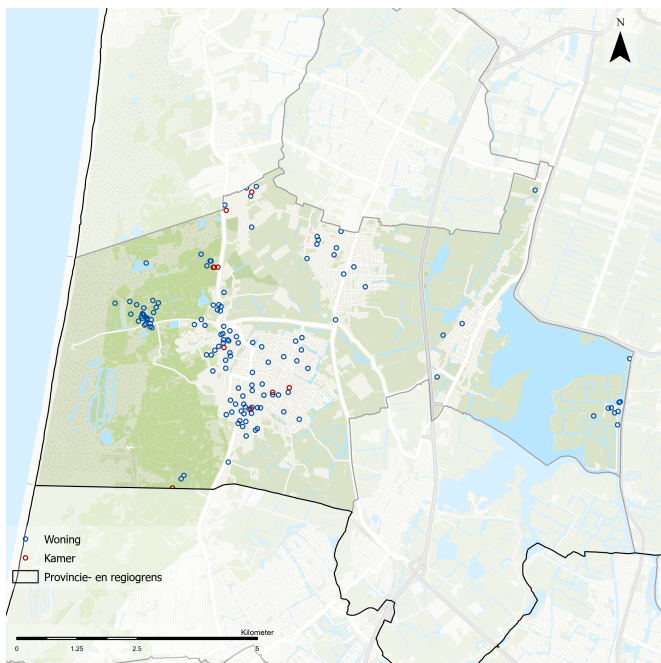 N
Woning
Kamer
Provincie- en regiogrens
Kilometer
0 1.25 2.5 5